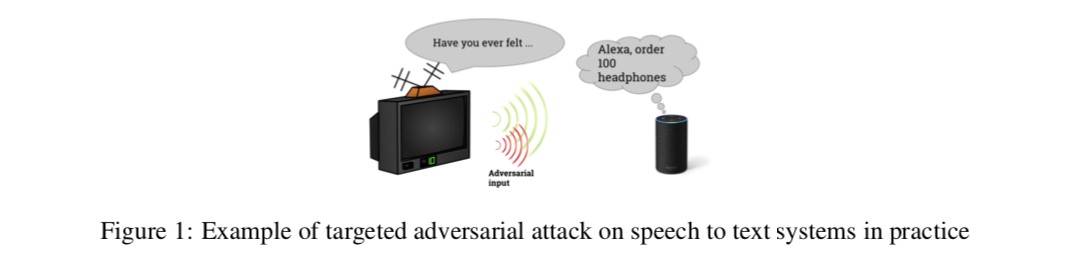 Have you ever felt ...
Alexa, order
100
headphones
Adversarial
input
Figure 1: Example of targeted adversarial attack on speech to text systems in practice